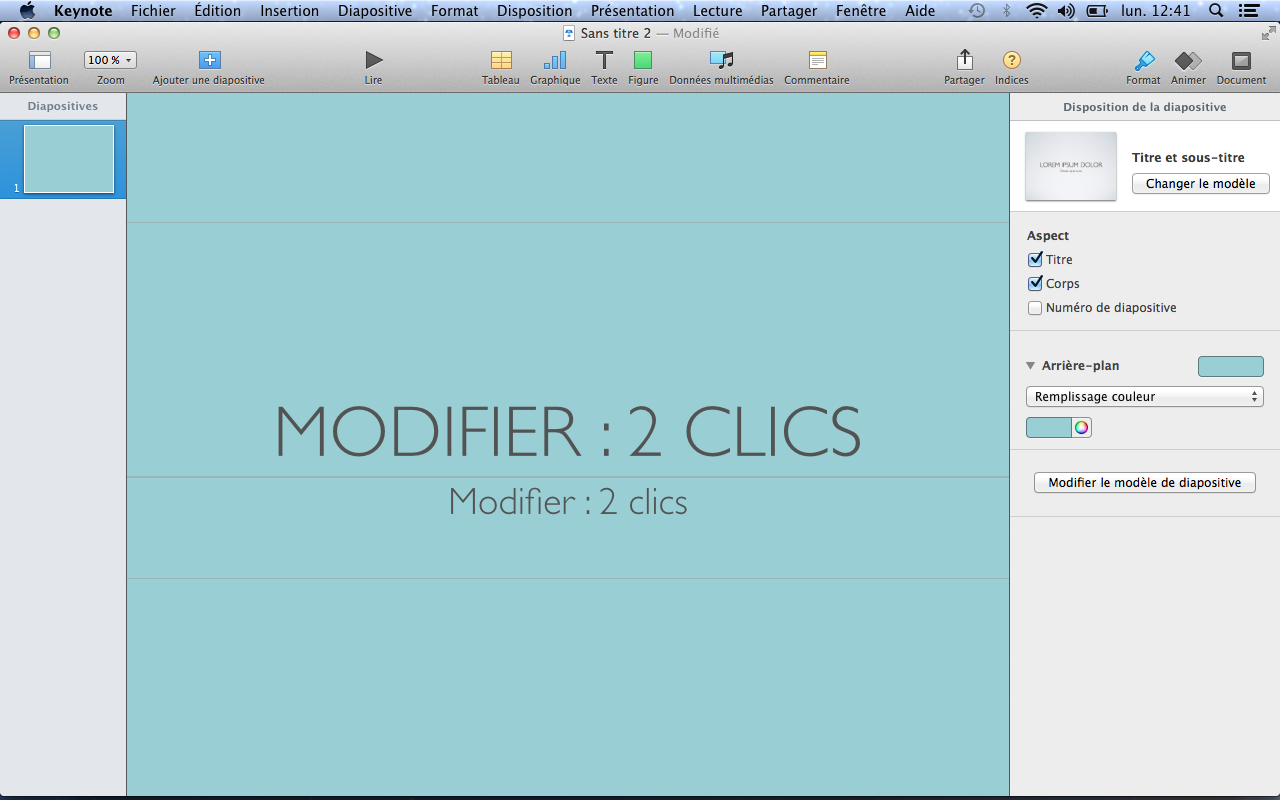 Keynote Fichier Édition Insertion Diapositive Format Disposition Présentation Lecture Partager Fenêtre Aide lun. 12:41
Sans titre 2 — Modifié
100 %
Présentation Zoom Ajouter une diapositive Lire Tableau Graphique Texte Figure Données multimédias Commentaire Partager Indices Format Animer Document
Diapositives
1
MODIFIER : 2 CLICS
Modifier : 2 clics
Disposition de la diapositive
LOREM IPSUM DOLOR
Titre et sous-titre
Changer le modèle
Aspect
Titre
Corps
Numéro de diapositive
Arrière-plan
Remplissage couleur
Modifier le modèle de diapositive